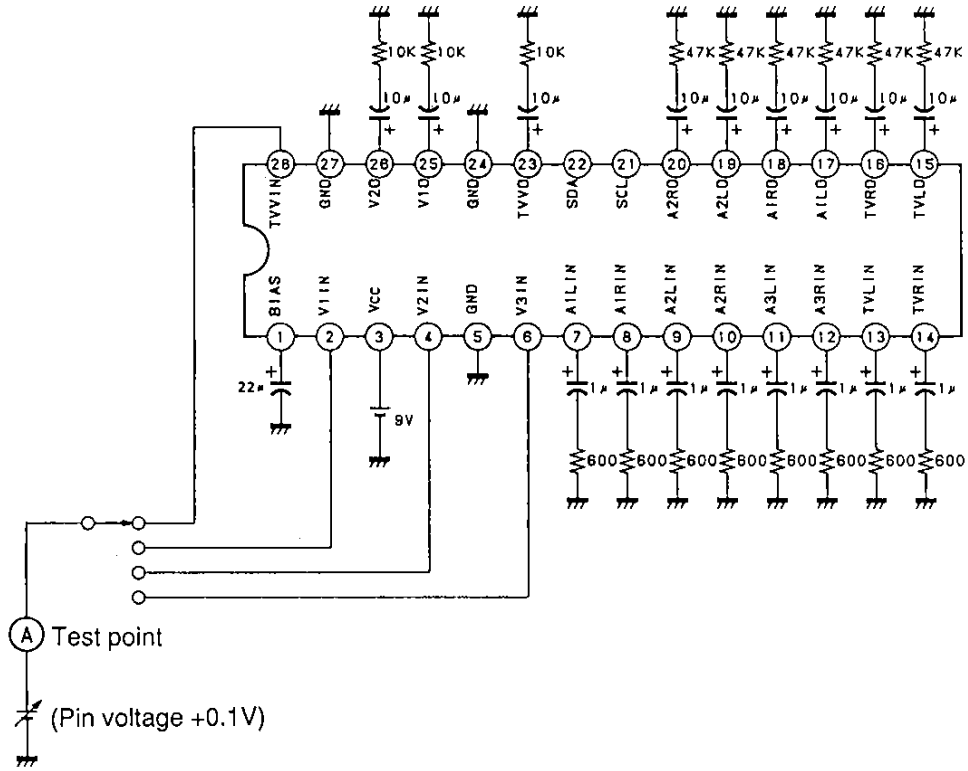 10K 10K 10K 47K 47K 47K 47K 47K 47K
10μ 10μ 10μ 10μ 10μ 10μ 10μ 10μ 10μ
+ + + + + + + + +
28 27 26 25 24 23 22 21 20 19 18 17 16 15
TVVIN GND V2O V1O GND TVVO SDA SCL A2RO A2LO A1RO A1LO TVRO TVLO
BIAS V1IN VCC V2IN GND V3IN A1LIN A1RIN A2LIN A2RIN A3LIN A3RIN TVLIN TVRIN
1 2 3 4 5 6 7 8 9 10 11 12 13 14
+ + + + + + + + +
22μ 1μ 1μ 1μ 1μ 1μ 1μ 1μ 1μ
9V
600 600 600 600 600 600 600 600
A Test point
(Pin voltage +0.1V)